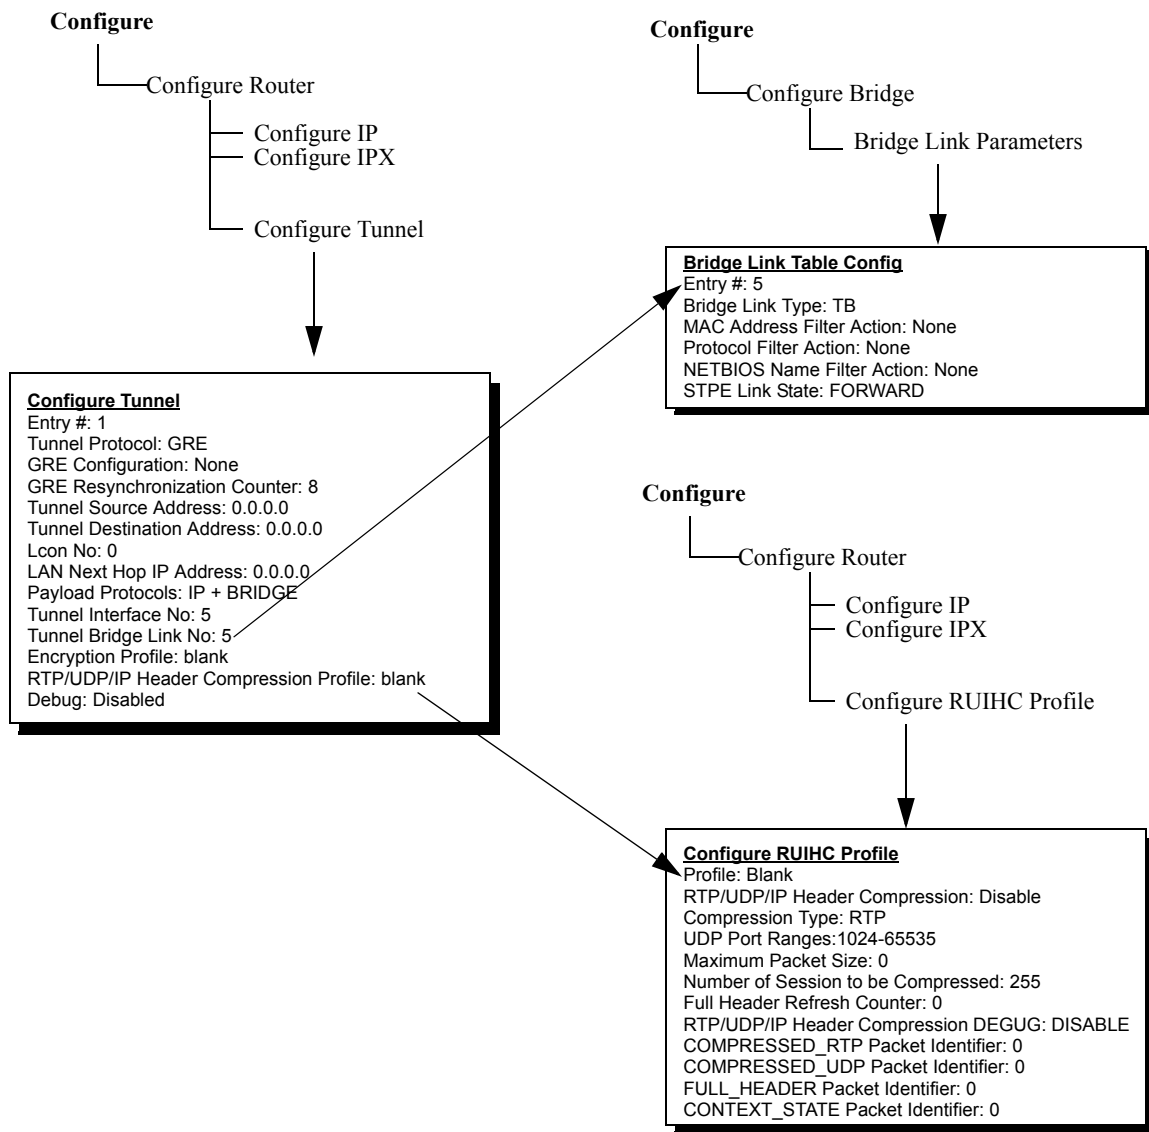 Configure
Configure Router
Configure IP
Configure IPX
Configure Tunnel
Configure Tunnel
Entry #: 1
Tunnel Protocol: GRE
GRE Configuration: None
GRE Resynchronization Counter: 8
Tunnel Source Address: 0.0.0.0
Tunnel Destination Address: 0.0.0.0
Lcon No: 0
LAN Next Hop IP Address: 0.0.0.0
Payload Protocols: IP + BRIDGE
Tunnel Interface No: 5
Tunnel Bridge Link No: 5
Encryption Profile: blank
RTP/UDP/IP Header Compression Profile: blank
Debug: Disabled
Configure
Configure Bridge
Bridge Link Parameters
Bridge Link Table Config
Entry #: 5
Bridge Link Type: TB
MAC Address Filter Action: None
Protocol Filter Action: None
NETBIOS Name Filter Action: None
STPE Link State: FORWARD
Configure
Configure Router
Configure IP
Configure IPX
Configure RUIHC Profile
Configure RUIHC Profile
Profile: Blank
RTP/UDP/IP Header Compression: Disable
Compression Type: RTP
UDP Port Ranges:1024-65535
Maximum Packet Size: 0
Number of Session to be Compressed: 255
Full Header Refresh Counter: 0
RTP/UDP/IP Header Compression DEGUG: DISABLE
COMPRESSED_RTP Packet Identifier: 0
COMPRESSED_UDP Packet Identifier: 0
FULL_HEADER Packet Identifier: 0
CONTEXT_STATE Packet Identifier: 0